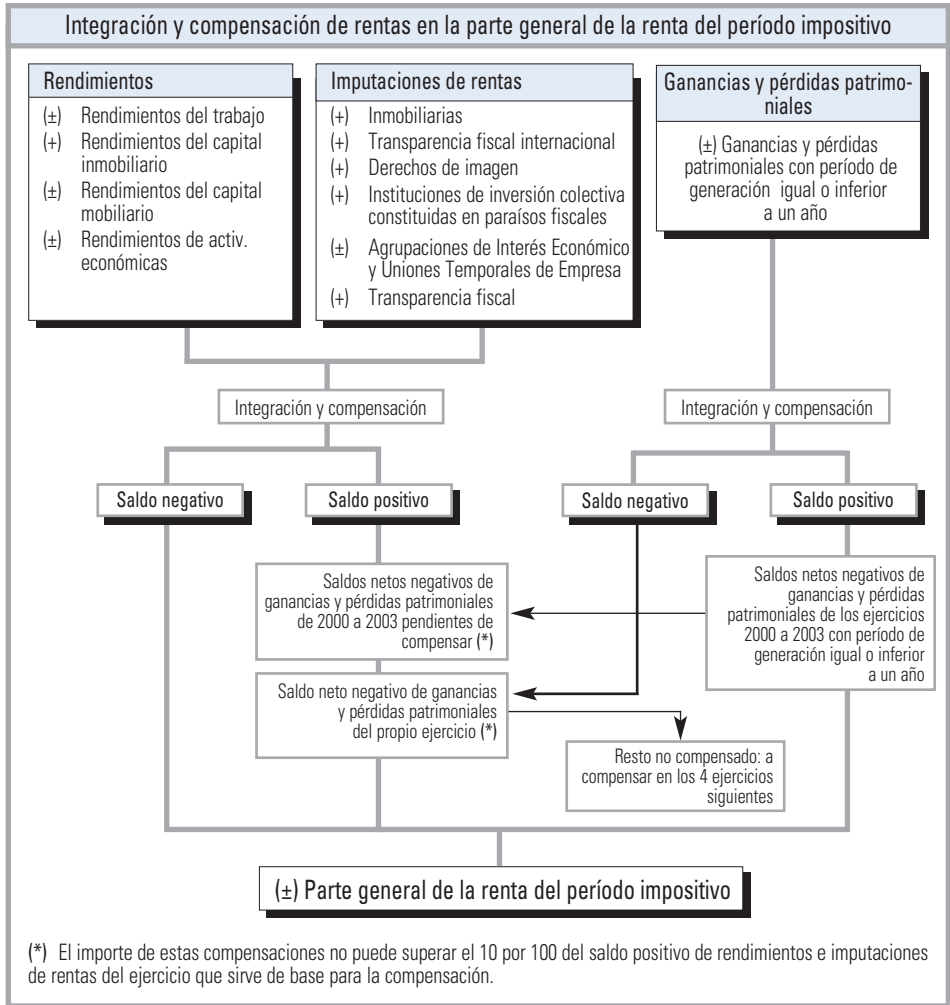 Integración y compensación de rentas en la parte general de la renta del período impositivo
Rendimientos
(±) Rendimientos del trabajo
(+) Rendimientos del capital
inmobiliario
(±) Rendimientos del capital
mobiliario
(±) Rendimientos de activ.
económicas
Imputaciones de rentas
(+) Inmobiliarias
(+) Transparencia fiscal internacional
(+) Derechos de imagen
(+) Instituciones de inversión colectiva
constituidas en paraísos fiscales
(±) Agrupaciones de Interés Económico
y Uniones Temporales de Empresa
(+) Transparencia fiscal
Ganancias y pérdidas patrimo-
niales
(±) Ganancias y pérdidas
patrimoniales con período de
generación igual o inferior
a un año
Integración y compensación
Integración y compensación
Saldo negativo
Saldo positivo
Saldo negativo
Saldo positivo
Saldos netos negativos de
ganancias y pérdidas patrimoniales
de 2000 a 2003 pendientes de
compensar (*)
Saldos netos negativos de
ganancias y pérdidas
patrimoniales de los ejercicios
2000 a 2003 con período de
generación igual o inferior
a un año
Saldo neto negativo de ganancias
y pérdidas patrimoniales
del propio ejercicio (*)
Resto no compensado: a
compensar en los 4 ejercicios
siguientes
(±) Parte general de la renta del período impositivo
(*) El importe de estas compensaciones no puede superar el 10 por 100 del saldo positivo de rendimientos e imputaciones
de rentas del ejercicio que sirve de base para la compensación.